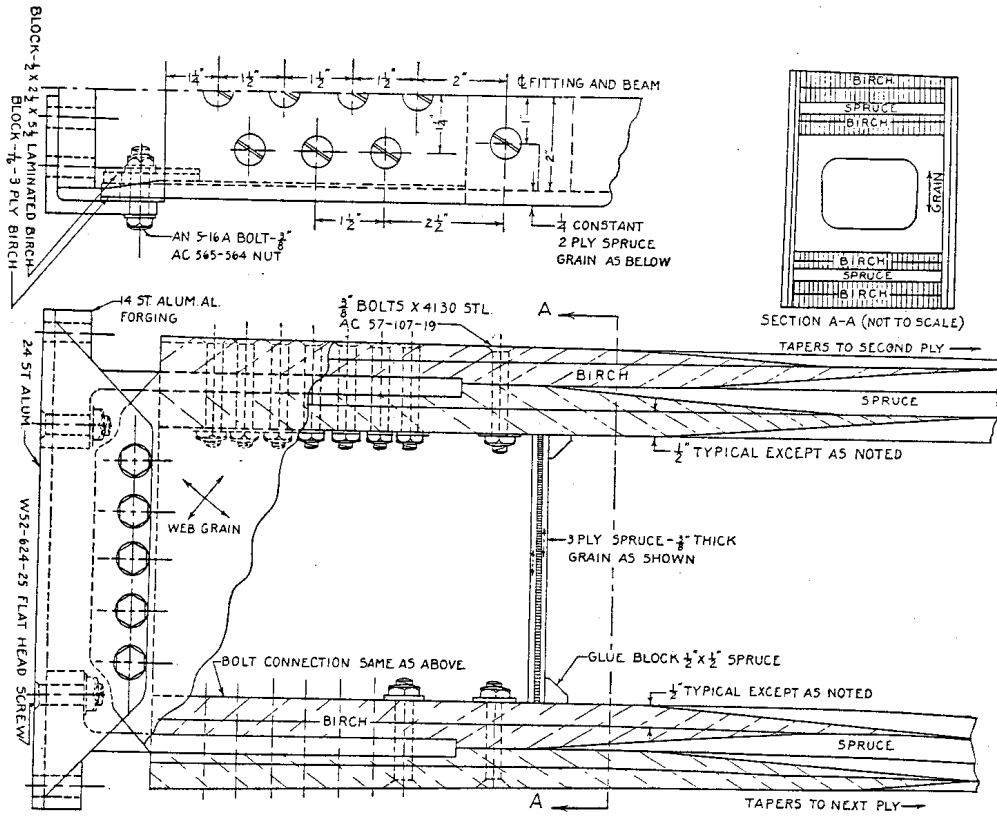 BLOCK-½ X 2½ X 5½ LAMINATED BIRCH
BLOCK-1/16-3 PLY BIRCH
1¼"
1½"
1½"
1½"
2"
℄ FITTING AND BEAM
1¼"
1"
2"
1½"
2½"
AN 5-16A BOLT-⅜"
AC 365-564 NUT
¼ CONSTANT
2 PLY SPRUCE
GRAIN AS BELOW
BIRCH
SPRUCE
BIRCH
GRAIN
BIRCH
SPRUCE
BIRCH
SECTION A-A (NOT TO SCALE)
14 ST. ALUM. AL.
FORGING
⅜" BOLTS X 4130 STL.
AC 57-107-19
A
TAPERS TO SECOND PLY
BIRCH
SPRUCE
½" TYPICAL EXCEPT AS NOTED
24 ST ALUM.
WEB GRAIN
3 PLY SPRUCE-⅜" THICK
GRAIN AS SHOWN
W52-624-25 FLAT HEAD SCREW
BOLT CONNECTION SAME AS ABOVE
GLUE BLOCK ½"X½" SPRUCE
½" TYPICAL EXCEPT AS NOTED
BIRCH
SPRUCE
A
TAPERS TO NEXT PLY